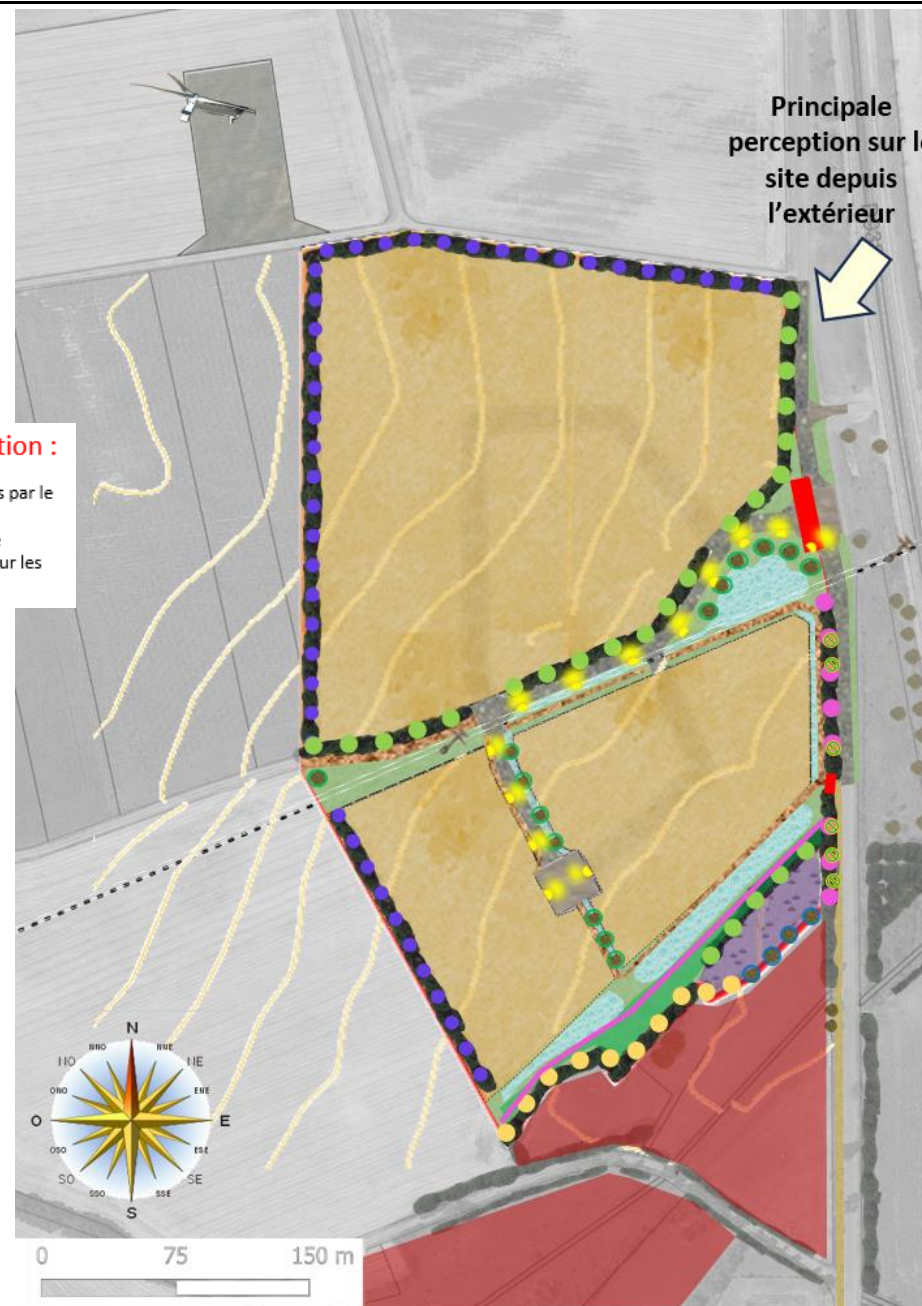 Principale
perception sur l
site depuis
l'extérieur
tion :
s par le
ur les
N
NNO
NNE
NO
NE
ONO
ENE
O
E
OSO
ESE
SO
SE
SSO
SSE
S
0 75 150 m